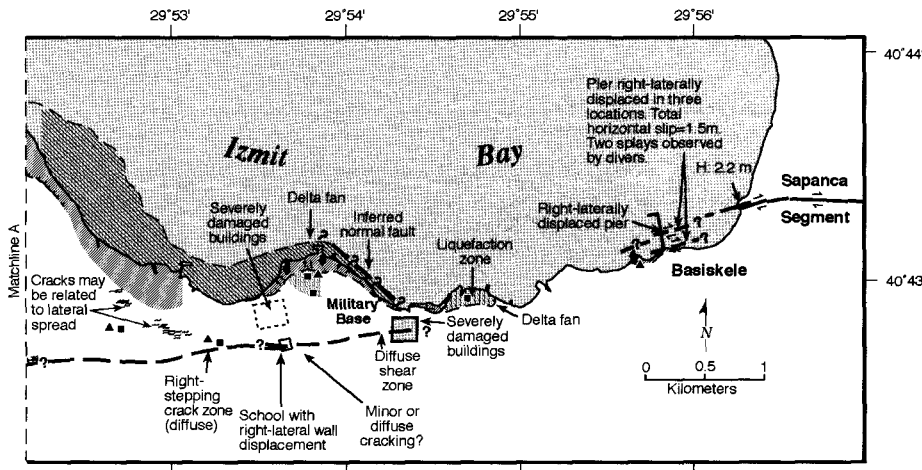 29°53'
29°54'
29°55'
29°56'
40°44'
Pier right-laterally
displaced in three
locations. Total
horizontal slip=1.5m.
Two splays observed
by divers.
Izmit
Bay
H: 2.2 m
Sapanca
Segment
Delta fan
Severely
damaged
buildings
Inferred
normal fault
Right-laterally
displaced pier
Liquefaction
zone
Basiskele
Matchline A
40°43'
Cracks may
be related
to lateral
spread
Military
Base
Severely
damaged
buildings
Delta fan
N
0 0.5 1
Kilometers
?
?
?
?
?
?
?
?
?
?
Diffuse
shear
zone
Right-
stepping
crack zone
(diffuse)
School with
right-lateral wall
displacement
Minor or
diffuse
cracking?